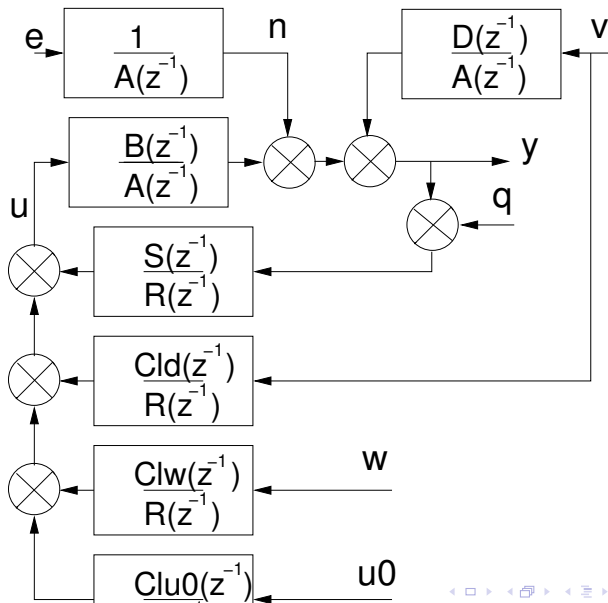 e
1
A(z⁻¹)
n
D(z⁻¹)
A(z⁻¹)
v
B(z⁻¹)
A(z⁻¹)
y
u
q
S(z⁻¹)
R(z⁻¹)
Cld(z⁻¹)
R(z⁻¹)
w
Clw(z⁻¹)
R(z⁻¹)
u0
Clu0(z⁻¹)